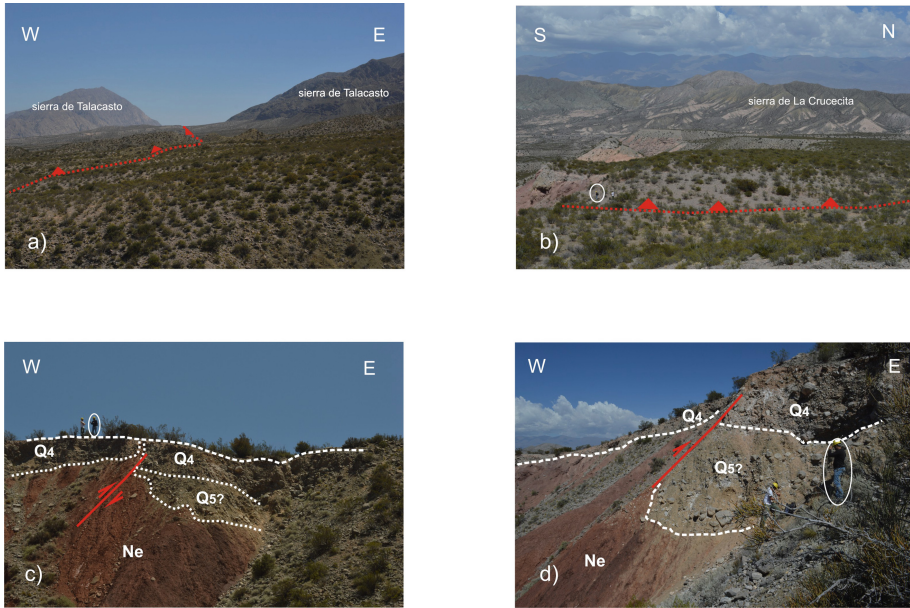 W
E
sierra de Talacasto
sierra de Talacasto
a)
S
N
sierra de La Crucecita
b)
W
E
Q4
Q4
Q5?
Ne
c)
W
E
Q4
Q4
Q5?
Ne
d)